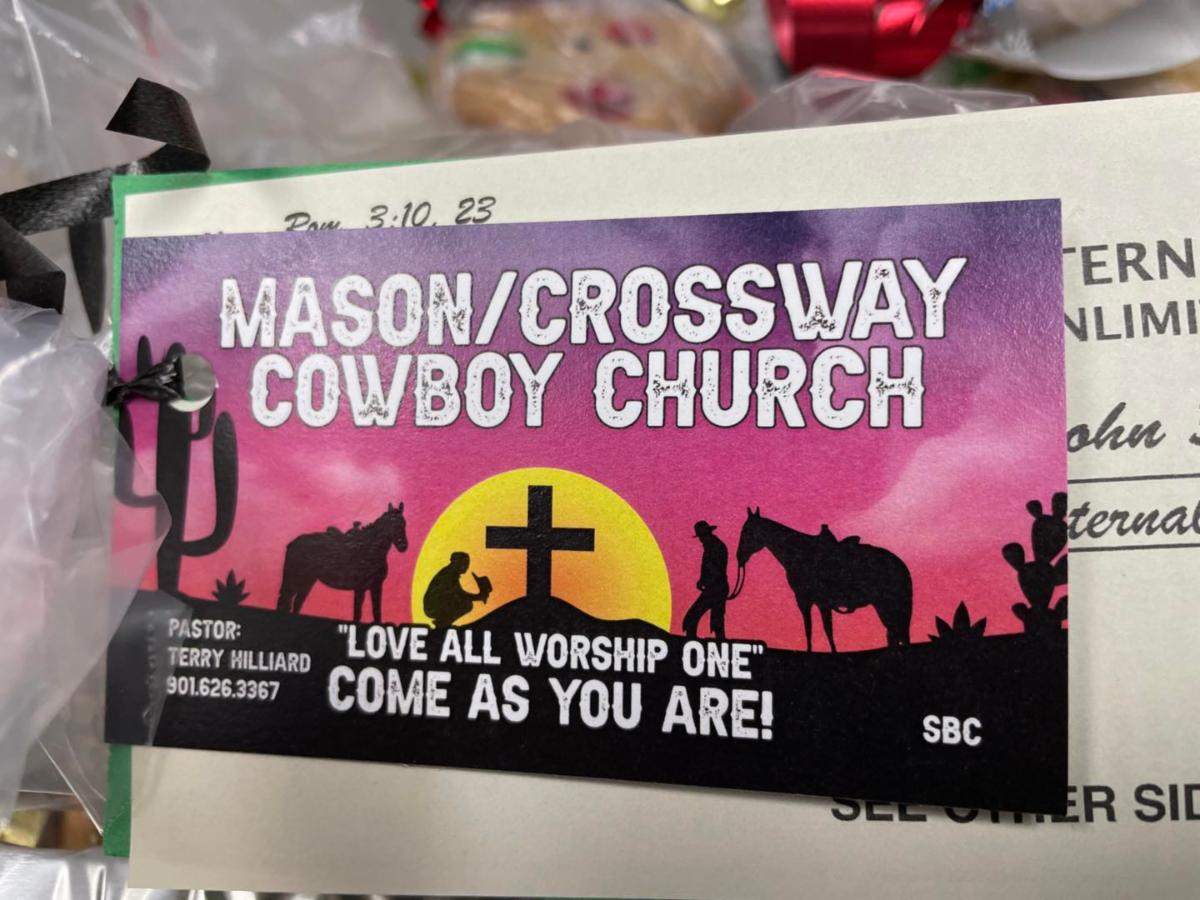 Rom. 3:10, 23
MASON/CROSSWAY
COWBOY CHURCH
TERN
NLIMI
ohn
ternal
PASTOR:
TERRY HILLIARD
901.626.3367
"LOVE ALL WORSHIP ONE"
COME AS YOU ARE!
SBC
SEE OTHER SID